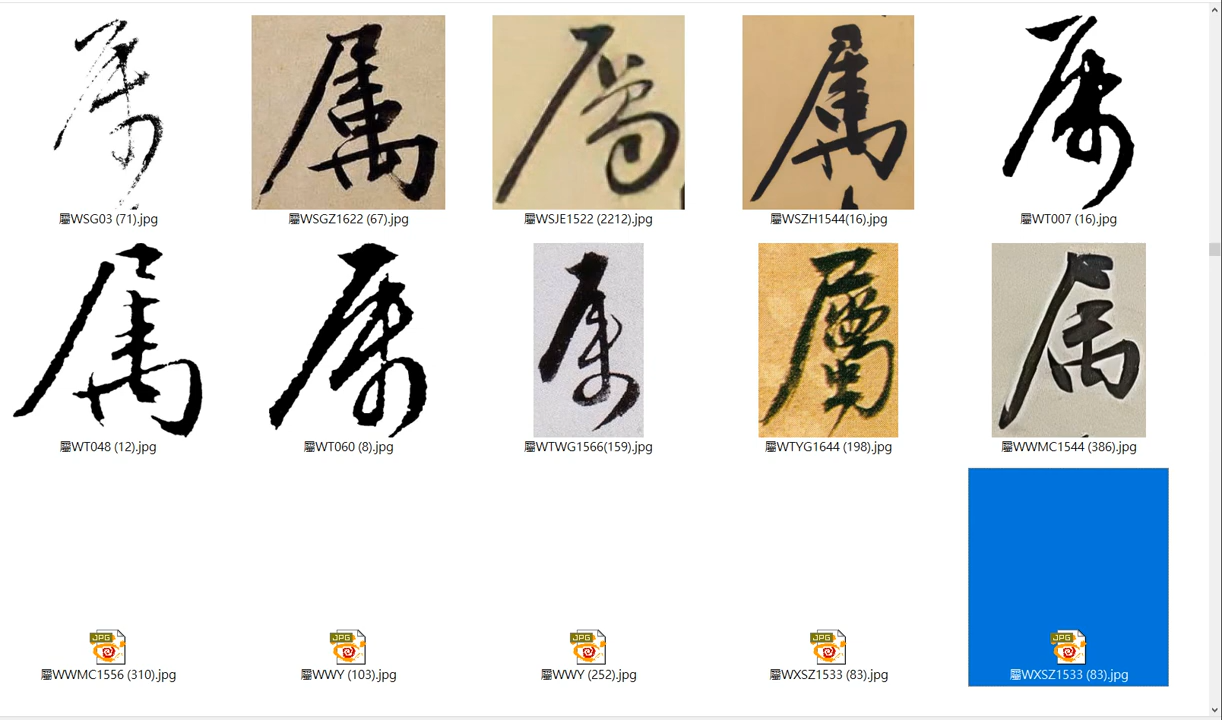 屬WSG03 (71).jpg
屬WSGZ1622 (67).jpg
屬WSJE1522 (2212).jpg
屬WSZH1544(16).jpg
屬WT007 (16).jpg
屬WT048 (12).jpg
屬WT060 (8).jpg
屬WTWG1566(159).jpg
屬WTYG1644 (198).jpg
屬WWMC1544 (386).jpg
JPG
屬WWMC1556 (310).jpg
JPG
屬WWY (103).jpg
JPG
屬WWY (252).jpg
JPG
屬WXSZ1533 (83).jpg
JPG
屬WXSZ1533 (83).jpg